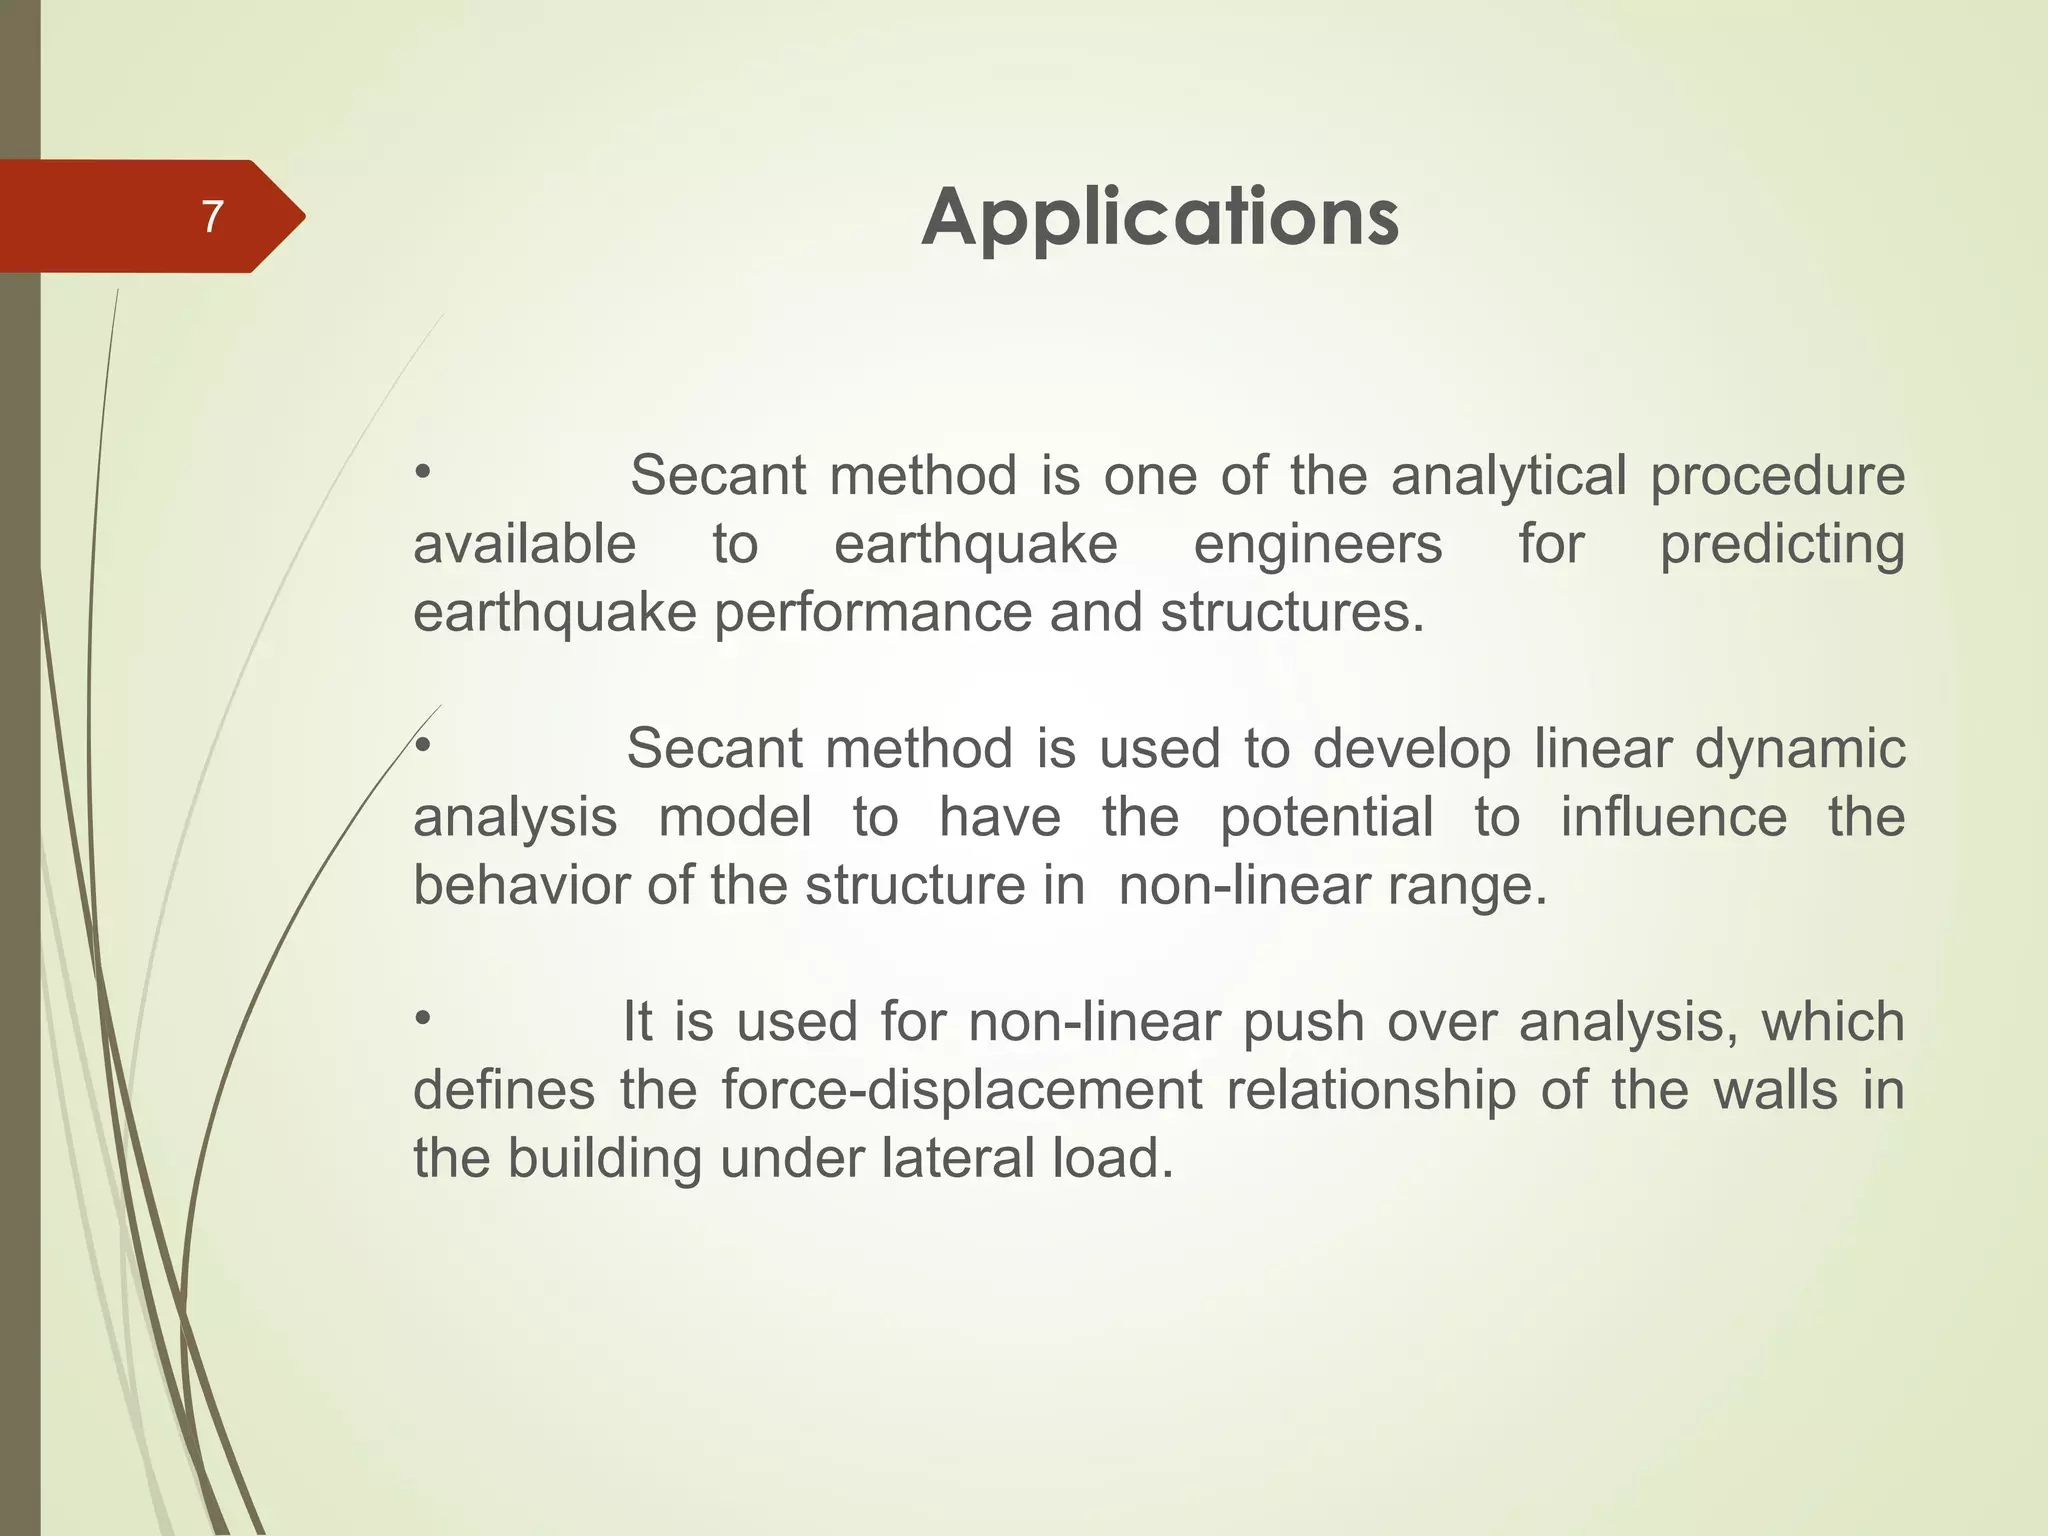 7
Applications
• Secant method is one of the analytical procedure
available to earthquake engineers for predicting
earthquake performance and structures.
• Secant method is used to develop linear dynamic
analysis model to have the potential to influence the
behavior of the structure in  non-linear range.
• It is used for non-linear push over analysis, which
defines the force-displacement relationship of the walls in
the building under lateral load.